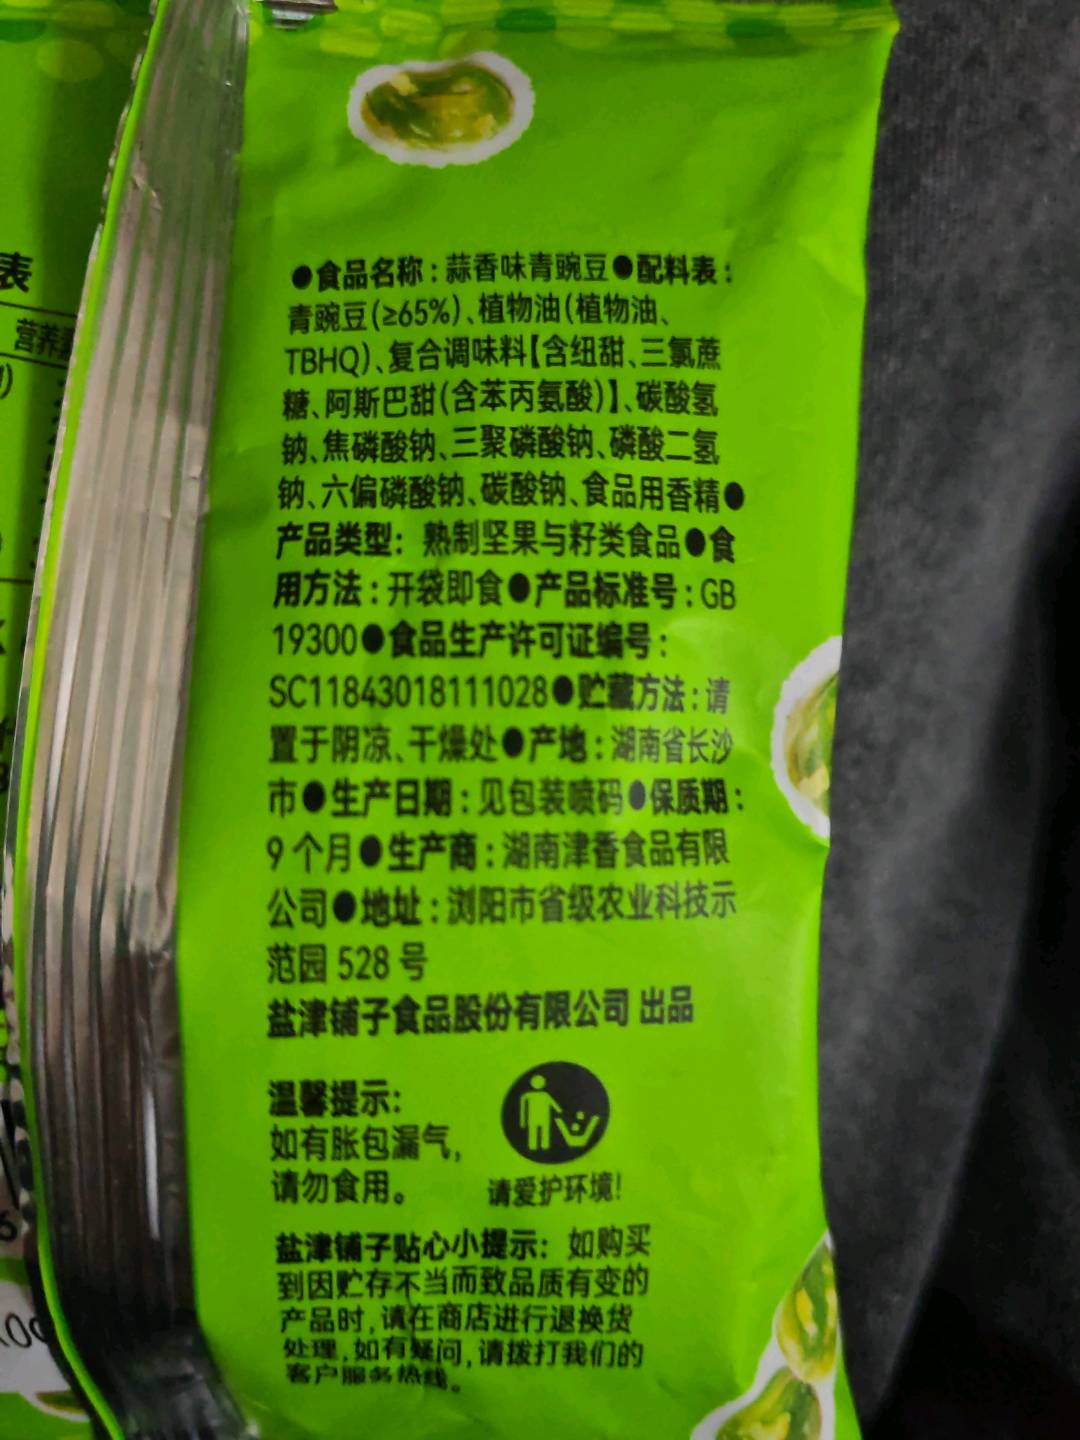 表
营养
●食品名称：蒜香味青豌豆●配料表：
青豌豆(≥65%)、植物油(植物油、
TBHQ)、复合调味料【含纽甜、三氯蔗
糖、阿斯巴甜(含苯丙氨酸)】、碳酸氢
钠、焦磷酸钠、三聚磷酸钠、磷酸二氢
钠、六偏磷酸钠、碳酸钠、食品用香精●
产品类型：熟制坚果与籽类食品●食
用方法：开袋即食●产品标准号：GB
19300●食品生产许可证编号：
SC11843018111028●贮藏方法：请
置于阴凉、干燥处●产地：湖南省长沙
市●生产日期：见包装喷码●保质期：
9个月●生产商：湖南津香食品有限
公司●地址：浏阳市省级农业科技示
范园528号
盐津铺子食品股份有限公司 出品
温馨提示：
如有胀包漏气，
请勿食用。
请爱护环境!
盐津铺子贴心小提示：如购买
到因贮存不当而致品质有变的
产品时，请在商店进行退换货
处理，如有疑问，请拨打我们的
客户服务热线。